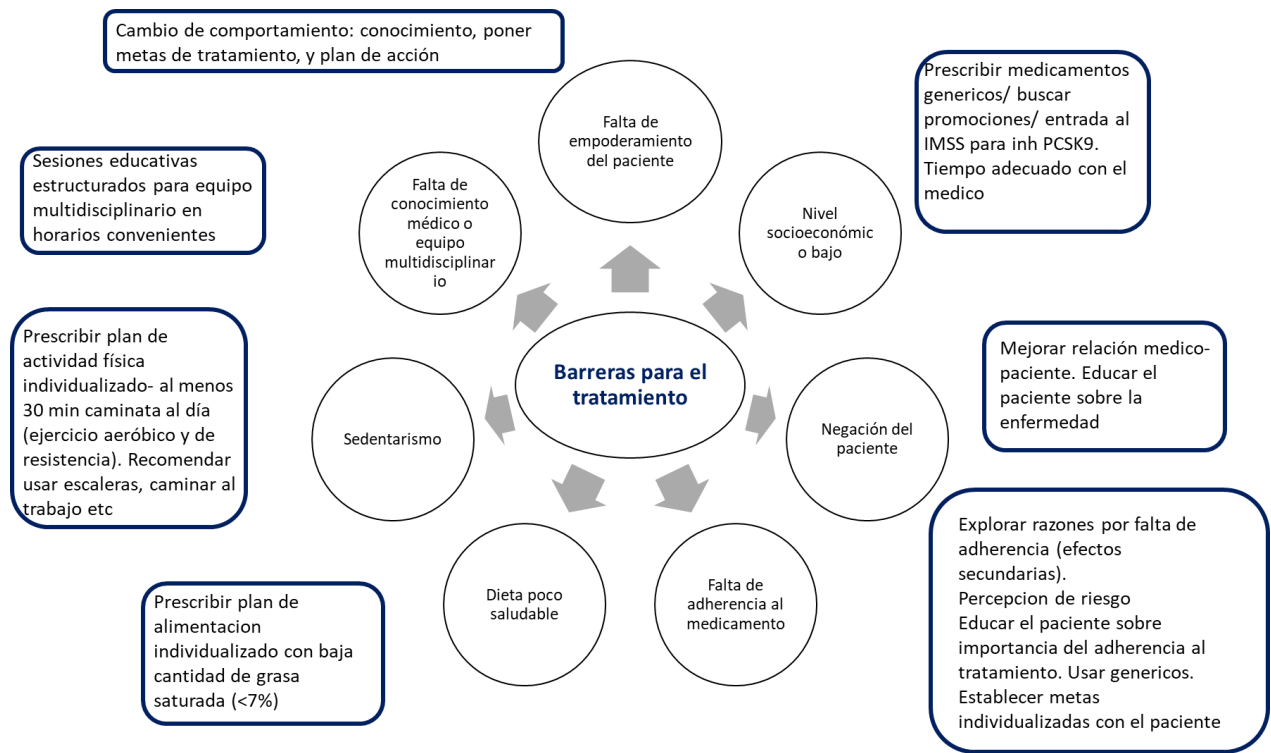 Cambio de comportamiento: conocimiento, poner
metas de tratamiento, y plan de acción
Falta de
empoderamiento
del paciente
Prescribir medicamentos
genericos/ buscar
promociones/ entrada al
IMSS para inh PCSK9.
Tiempo adecuado con el
medico
Sesiones educativas
estructurados para equipo
multidisciplinario en
horarios convenientes
Falta de
conocimiento
médico o
equipo
multidisciplinar
io
Nivel
socioeconómic
o bajo
Barreras para el
tratamiento
Prescribir plan de
actividad física
individualizado- al menos
30 min caminata al día
(ejercicio aeróbico y de
resistencia). Recomendar
usar escaleras, caminar al
trabajo etc
Sedentarismo
Negación del
paciente
Mejorar relación medico-
paciente. Educar el
paciente sobre la
enfermedad
Prescribir plan de
alimentacion
individualizado con baja
cantidad de grasa
saturada (<7%)
Dieta poco
saludable
Falta de
adherencia al
medicamento
Explorar razones por falta de
adherencia (efectos
secundarias).
Percepcion de riesgo
Educar el paciente sobre
importancia del adherencia al
tratamiento. Usar genericos.
Establecer metas
individualizadas con el paciente